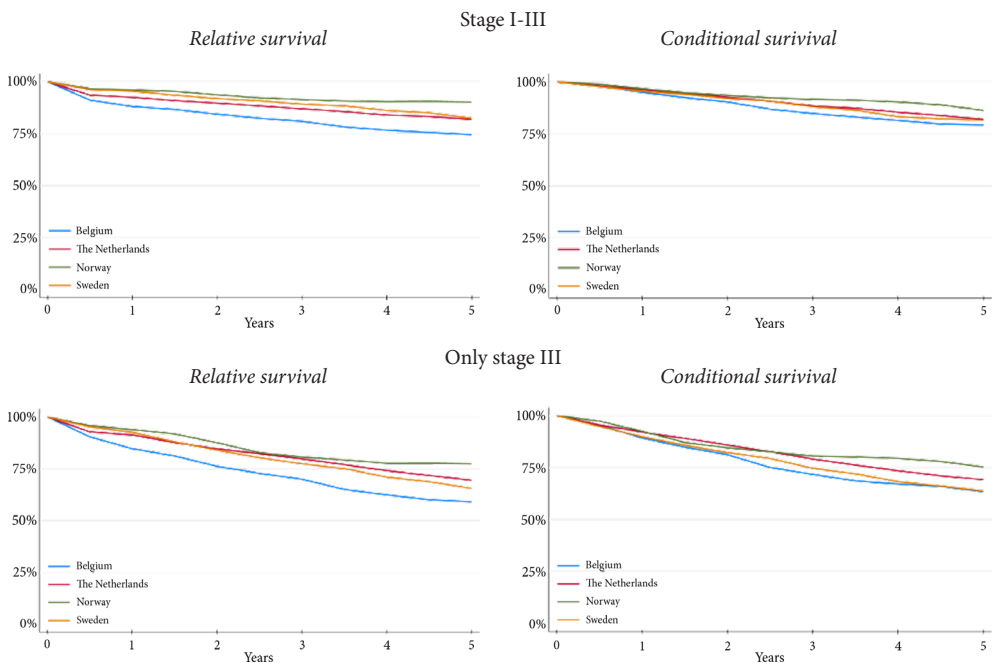 Stage I-III
Relative survival
Conditional surivival
100%
75%
50%
25%
0%
Belgium
The Netherlands
Norway
Sweden
0 1 2 3 4 5
Years
100%
75%
50%
25%
0%
Belgium
The Netherlands
Norway
Sweden
0 1 2 3 4 5
Years
Only stage III
Relative survival
Conditional surivival
100%
75%
50%
25%
0%
Belgium
The Netherlands
Norway
Sweden
0 1 2 3 4 5
Years
100%
75%
50%
25%
0%
Belgium
The Netherlands
Norway
Sweden
0 1 2 3 4 5
Years